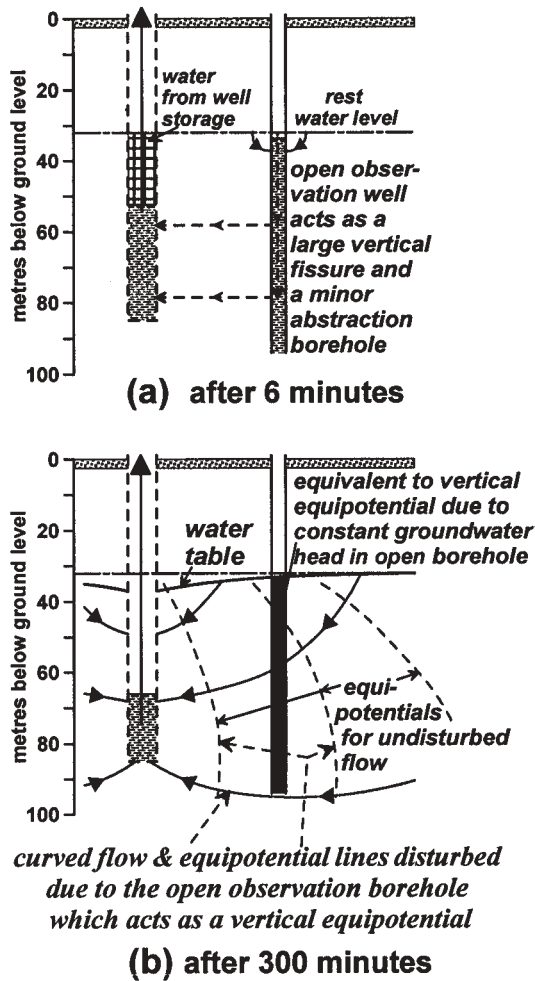 0
20
40
60
80
100
metres below ground level
water
from well
storage
rest
water level
open obser-
vation well
acts as a
large vertical
fissure and
a minor
abstraction
borehole
(a) after 6 minutes
0
20
40
60
80
100
metres below ground level
water
table
equivalent to vertical
equipotential due to
constant groundwater
head in open borehole
equi-
potentials
for undisturbed
flow
curved flow & equipotential lines disturbed
due to the open observation borehole
which acts as a vertical equipotential
(b) after 300 minutes